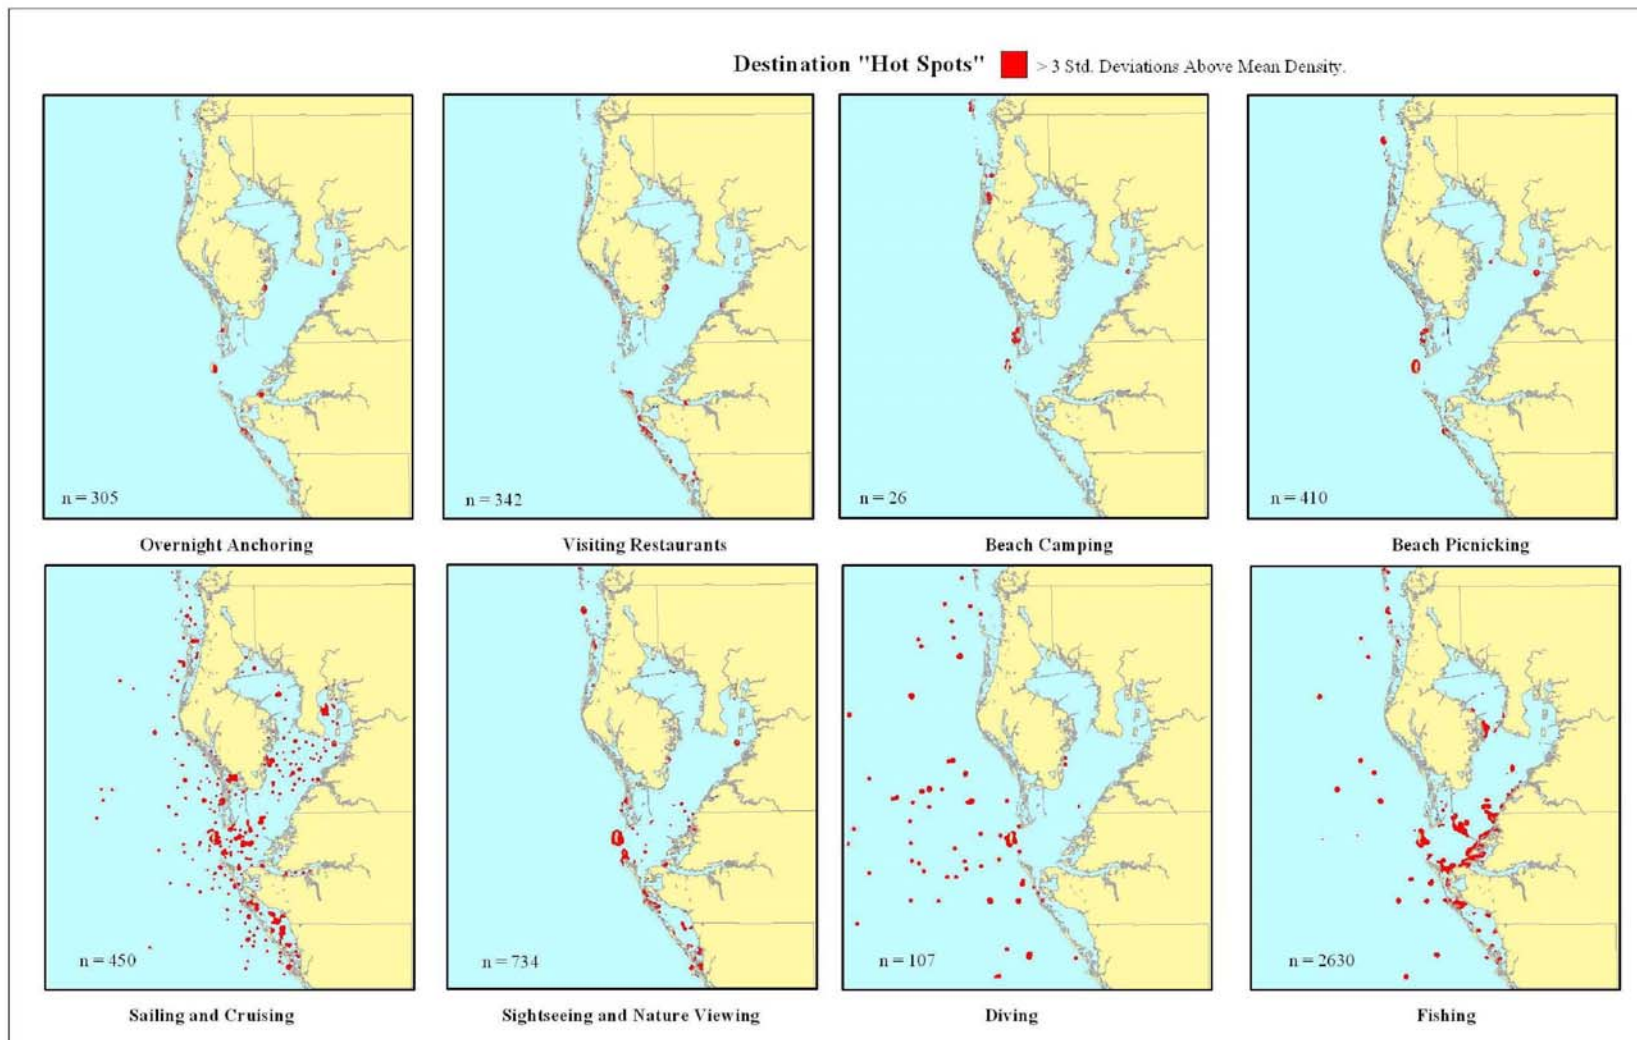 Destination "Hot Spots"
> 3 Std. Deviations Above Mean Density.
n = 305
n = 342
n = 26
n = 410
Overnight Anchoring
Visiting Restaurants
Beach Camping
Beach Picnicking
n = 450
n = 734
n = 107
n = 2630
Sailing and Cruising
Sightseeing and Nature Viewing
Diving
Fishing